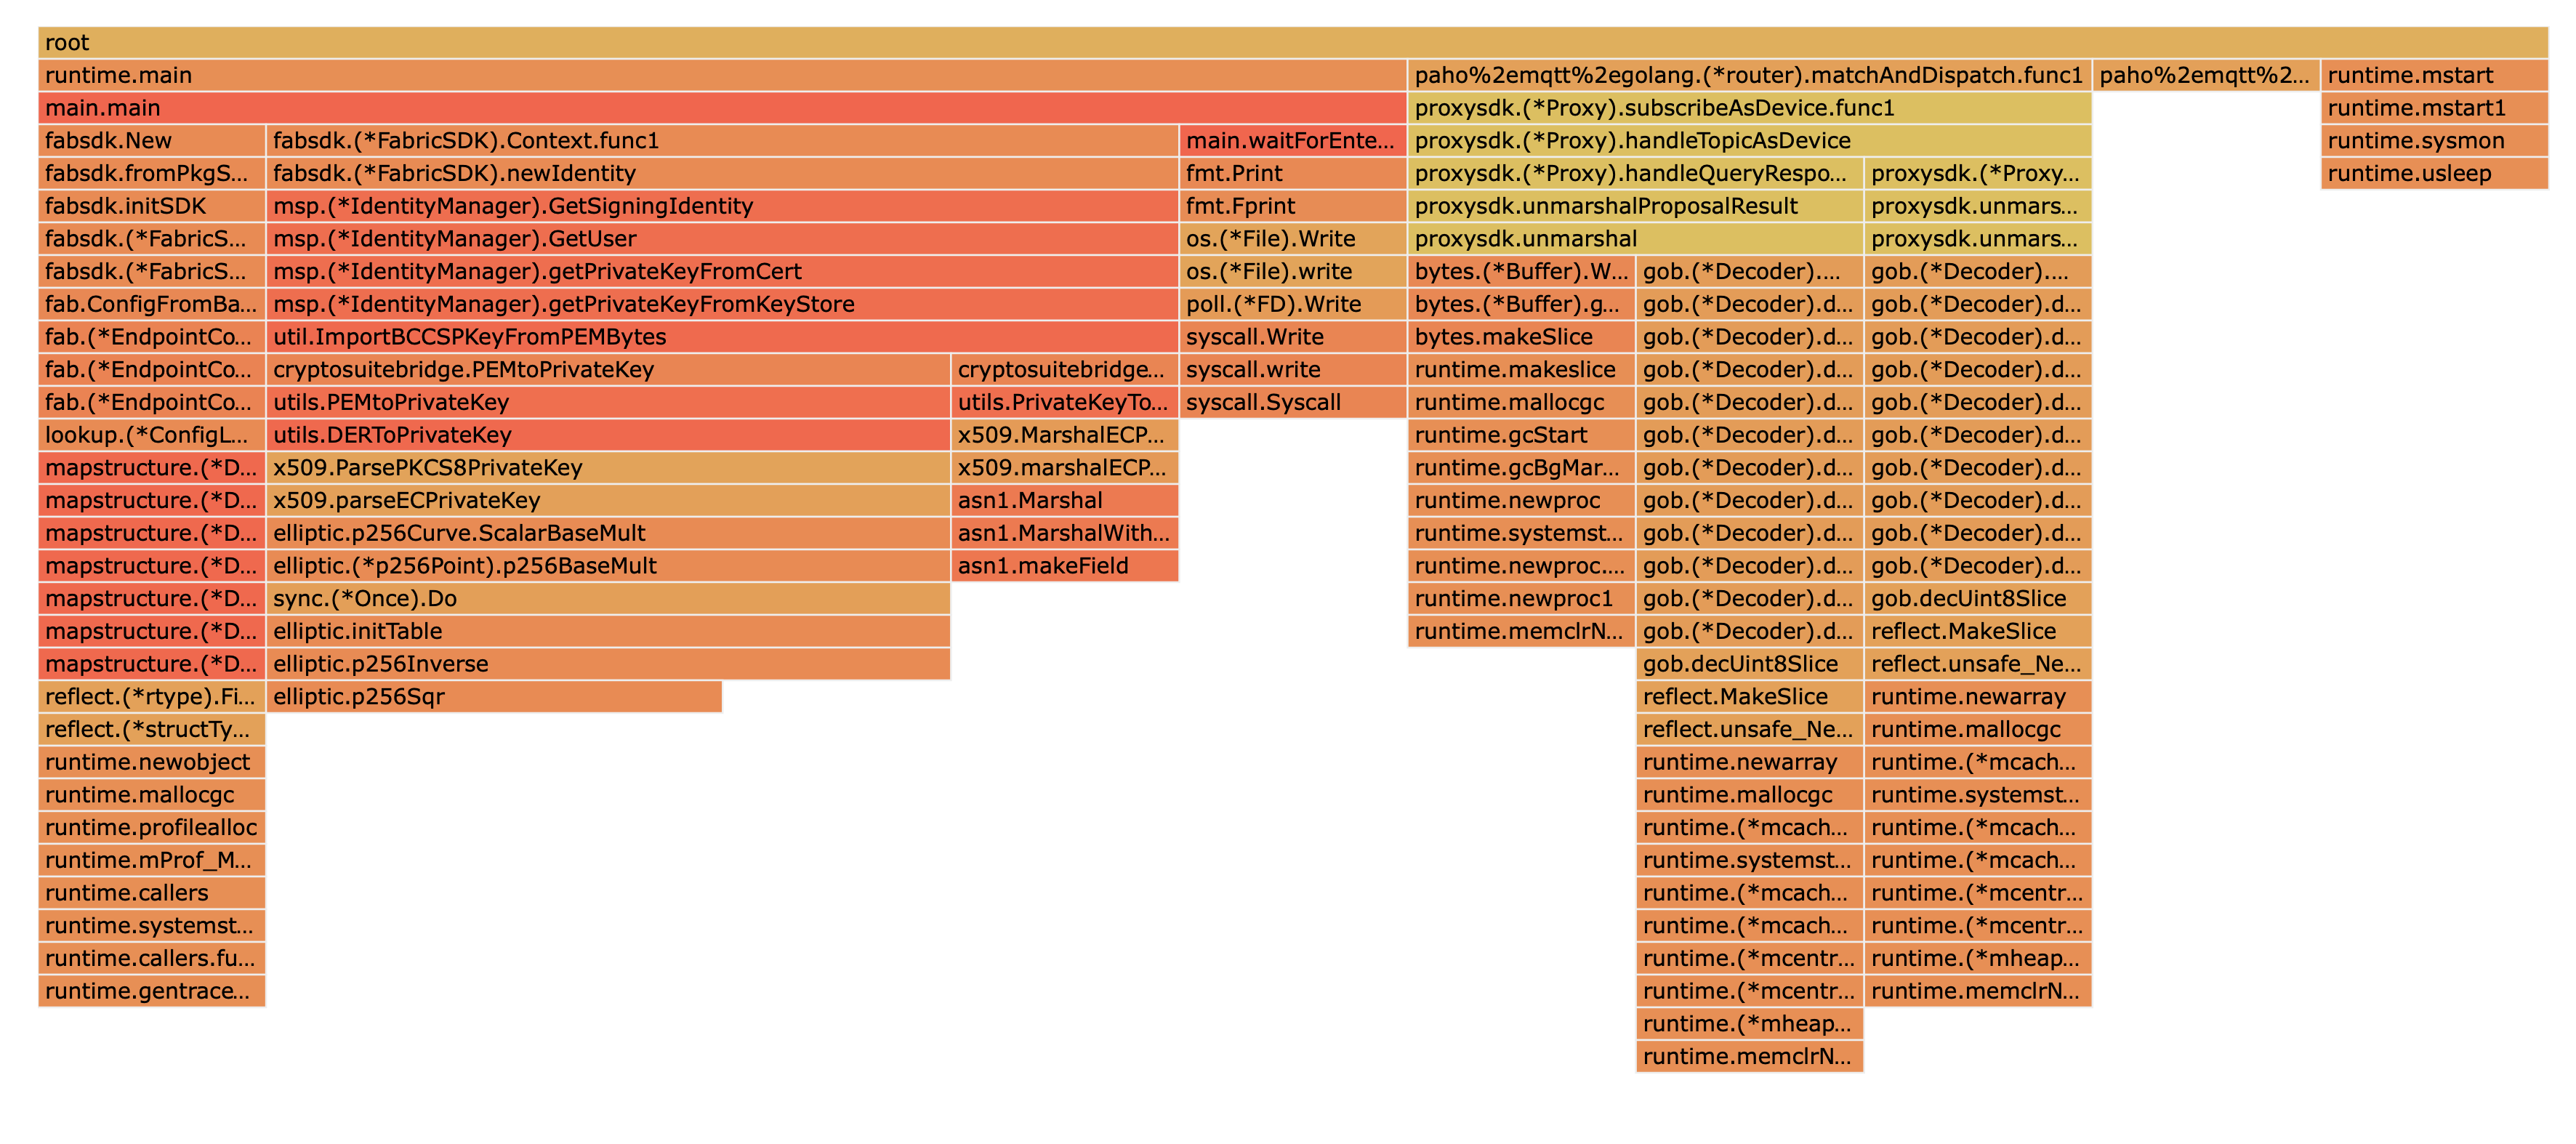 root
runtime.main paho%2emqtt%2egolang.(*router).matchAndDispatch.func1 paho%2emqtt%2... runtime.mstart
main.main proxysdk.(*Proxy).subscribeAsDevice.func1 runtime.mstart1
fabsdk.New fabsdk.(*FabricSDK).Context.func1 main.waitForEnte... proxysdk.(*Proxy).handleTopicAsDevice runtime.sysmon
fabsdk.fromPkgS... fabsdk.(*FabricSDK).newIdentity fmt.Print proxysdk.(*Proxy).handleQueryRespo... proxysdk.(*Proxy... runtime.usleep
fabsdk.initSDK msp.(*IdentityManager).GetSigningIdentity fmt.Fprint proxysdk.unmarshalProposalResult proxysdk.unmars...
fabsdk.(*FabricS... msp.(*IdentityManager).GetUser os.(*File).Write proxysdk.unmarshal proxysdk.unmars...
fabsdk.(*FabricS... msp.(*IdentityManager).getPrivateKeyFromCert os.(*File).write bytes.(*Buffer).W... gob.(*Decoder).... gob.(*Decoder)....
fab.ConfigFromBa... msp.(*IdentityManager).getPrivateKeyFromKeyStore poll.(*FD).Write bytes.(*Buffer).g... gob.(*Decoder).d... gob.(*Decoder).d...
fab.(*EndpointCo... util.ImportBCCSPKeyFromPEMBytes syscall.Write bytes.makeSlice gob.(*Decoder).d... gob.(*Decoder).d...
fab.(*EndpointCo... cryptosuitebridge.PEMtoPrivateKey cryptosuitebridge... syscall.write runtime.makeslice gob.(*Decoder).d... gob.(*Decoder).d...
fab.(*EndpointCo... utils.PEMtoPrivateKey utils.PrivateKeyTo... syscall.Syscall runtime.mallocgc gob.(*Decoder).d... gob.(*Decoder).d...
lookup.(*ConfigL... utils.DERToPrivateKey x509.MarshalECP... runtime.gcStart gob.(*Decoder).d... gob.(*Decoder).d...
mapstructure.(*D... x509.ParsePKCS8PrivateKey x509.marshalECP... runtime.gcBgMar... gob.(*Decoder).d... gob.(*Decoder).d...
mapstructure.(*D... x509.parseECPrivateKey asn1.Marshal runtime.newproc gob.(*Decoder).d... gob.(*Decoder).d...
mapstructure.(*D... elliptic.p256Curve.ScalarBaseMult asn1.MarshalWith... runtime.systemst... gob.(*Decoder).d... gob.(*Decoder).d...
mapstructure.(*D... elliptic.(*p256Point).p256BaseMult asn1.makeField runtime.newproc.... gob.(*Decoder).d... gob.(*Decoder).d...
mapstructure.(*D... sync.(*Once).Do runtime.newproc1 gob.(*Decoder).d... gob.decUint8Slice
mapstructure.(*D... elliptic.initTable runtime.memclrN... gob.(*Decoder).d... reflect.MakeSlice
mapstructure.(*D... elliptic.p256Inverse gob.decUint8Slice reflect.unsafe_Ne...
reflect.(*rtype).Fi... elliptic.p256Sqr reflect.MakeSlice runtime.newarray
reflect.(*structTy... reflect.unsafe_Ne... runtime.mallocgc
runtime.newobject runtime.newarray runtime.(*mcach...
runtime.mallocgc runtime.mallocgc runtime.systemst...
runtime.profilealloc runtime.(*mcach... runtime.(*mcach...
runtime.mProf_M... runtime.systemst... runtime.(*mcach...
runtime.callers runtime.(*mcach... runtime.(*mcentr...
runtime.systemst... runtime.(*mcach... runtime.(*mcentr...
runtime.callers.fu... runtime.(*mcentr... runtime.(*mheap...
runtime.gentrace... runtime.(*mcentr... runtime.memclrN...
runtime.(*mheap...
runtime.memclrN...